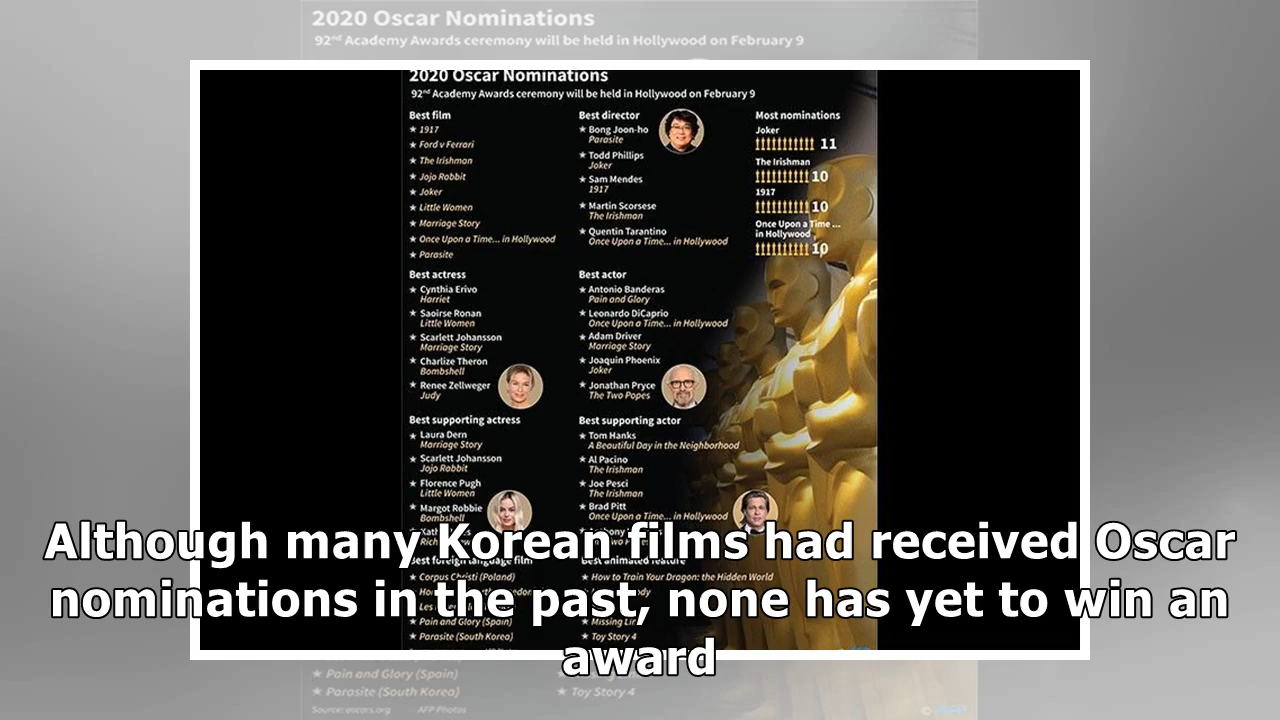 2020 Oscar Nominations
92nd Academy Awards ceremony will be held in Hollywood on February 9
2020 Oscar Nominations
92nd Academy Awards ceremony will be held in Hollywood on February 9
Best film
★ 1917
★ Ford v Ferrari
★ The Irishman
★ Jojo Rabbit
★ Joker
★ Little Women
★ Marriage Story
★ Once Upon a Time... in Hollywood
★ Parasite
Best director
★ Bong Joon-ho
Parasite
★ Todd Phillips
Joker
★ Sam Mendes
1917
★ Martin Scorsese
The Irishman
★ Quentin Tarantino
Once Upon a Time... in Hollywood
Most nominations
Joker
11
The Irishman
10
1917
10
Once Upon a Time ...
in Hollywood
10
Best actress
★ Cynthia Erivo
Harriet
★ Saoirse Ronan
Little Women
★ Scarlett Johansson
Marriage Story
★ Charlize Theron
Bombshell
★ Renee Zellweger
Judy
Best actor
★ Antonio Banderas
Pain and Glory
★ Leonardo DiCaprio
Once Upon a Time... in Hollywood
★ Adam Driver
Marriage Story
★ Joaquin Phoenix
Joker
★ Jonathan Pryce
The Two Popes
Best supporting actress
★ Laura Dern
Marriage Story
★ Scarlett Johansson
Jojo Rabbit
★ Florence Pugh
Little Women
★ Margot Robbie
Bombshell
Best supporting actor
★ Tom Hanks
A Beautiful Day in the Neighborhood
★ Al Pacino
The Irishman
★ Joe Pesci
The Irishman
★ Brad Pitt
Once Upon a Time... in Hollywood
Best foreign language film
★ Corpus Christi (Poland)
★ Pain and Glory (Spain)
★ Parasite (South Korea)
Best animated feature
★ How to Train Your Dragon: the Hidden World
★ Missing
★ Toy Story 4
Although many Korean films had received Oscar
nominations in the past, none has yet to win an
award
★ Pain and Glory (Spain)
★ Parasite (South Korea)
★ Toy Story 4
Source: oscars.org AFP Photos
© AFP